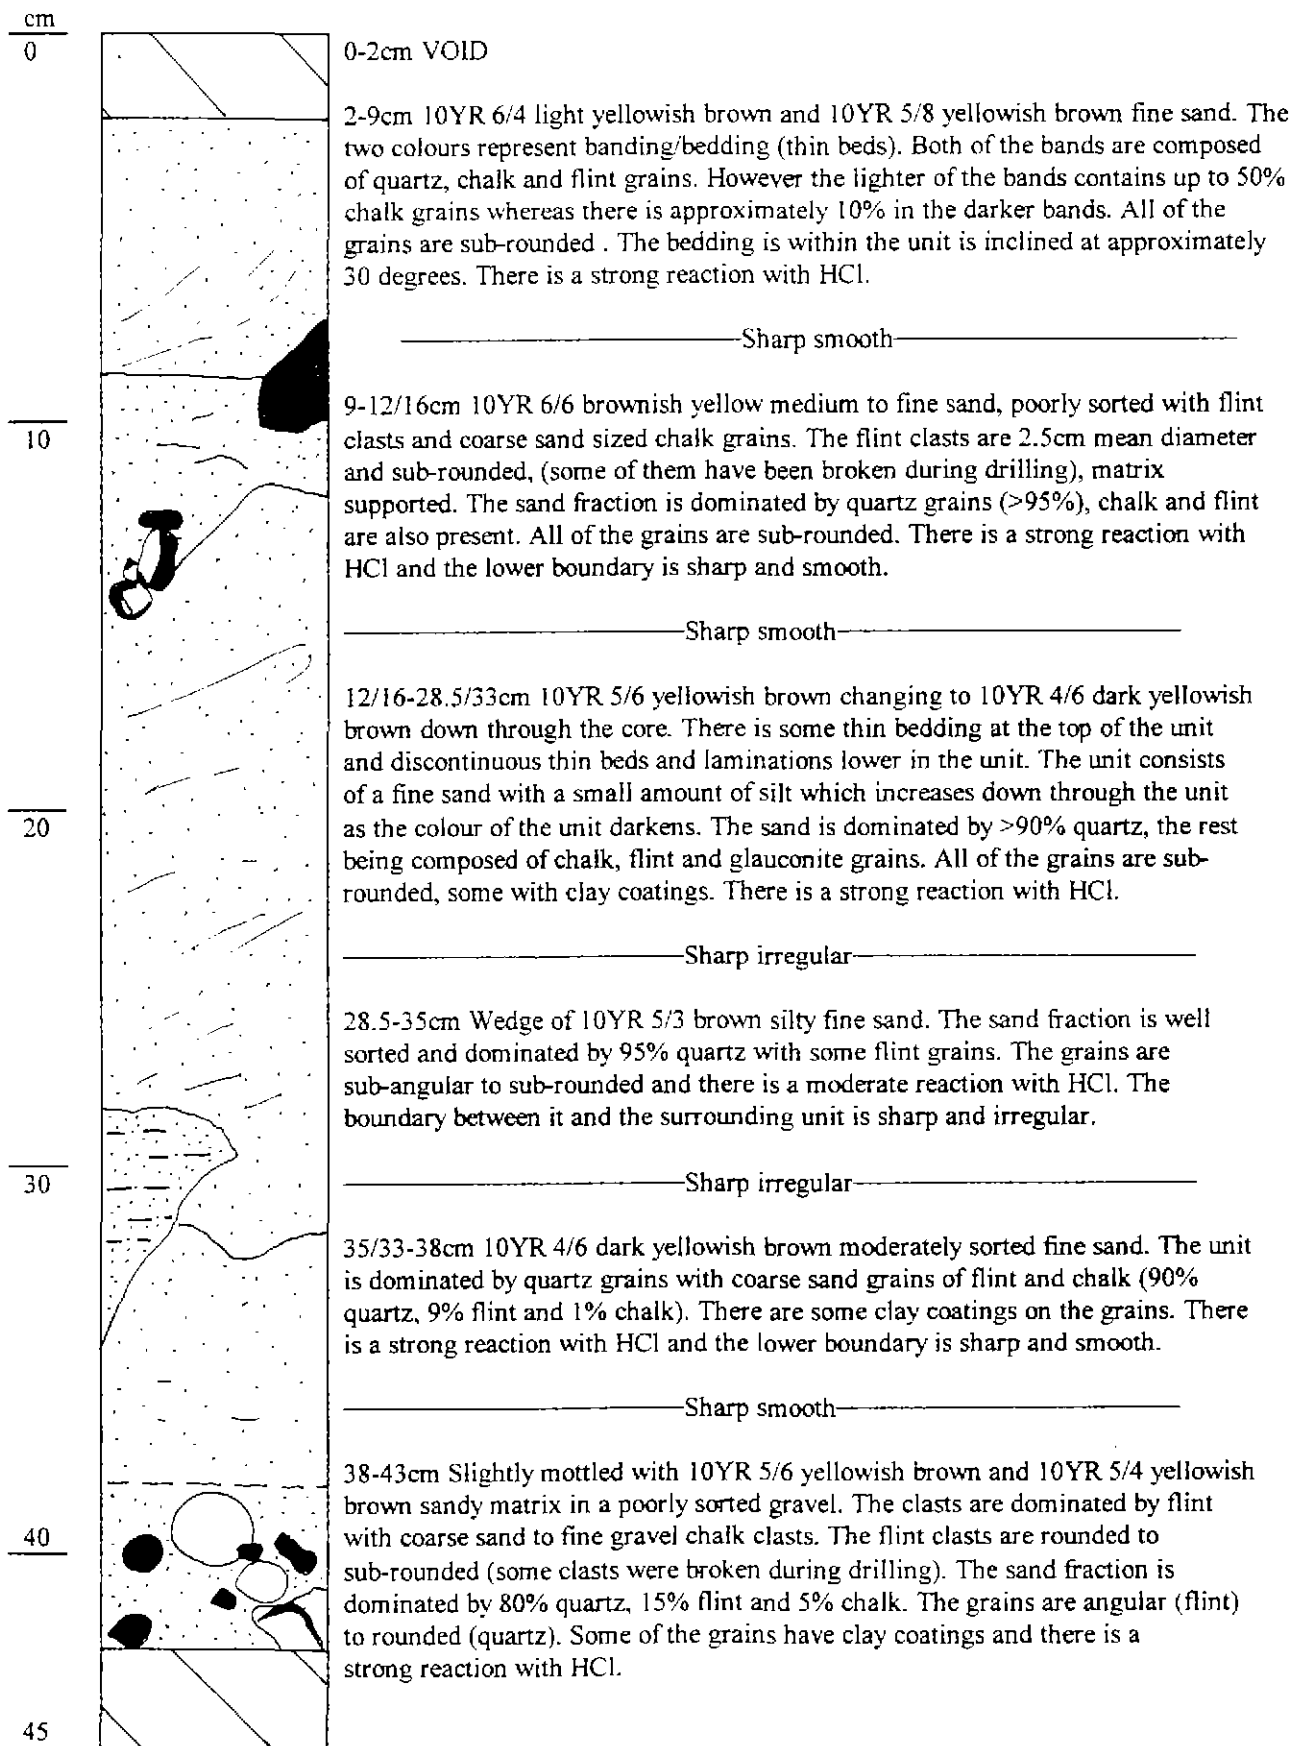 cm
0
0-2cm VOID
2-9cm 10YR 6/4 light yellowish brown and 10YR 5/8 yellowish brown fine sand. The
two colours represent banding/bedding (thin beds). Both of the bands are composed
of quartz, chalk and flint grains. However the lighter of the bands contains up to 50%
chalk grains whereas there is approximately 10% in the darker bands. All of the
grains are sub-rounded . The bedding is within the unit is inclined at approximately
30 degrees. There is a strong reaction with HCl.
Sharp smooth
9-12/16cm 10YR 6/6 brownish yellow medium to fine sand, poorly sorted with flint
10
clasts and coarse sand sized chalk grains. The flint clasts are 2.5cm mean diameter
and sub-rounded, (some of them have been broken during drilling), matrix
supported. The sand fraction is dominated by quartz grains (>95%), chalk and flint
are also present. All of the grains are sub-rounded. There is a strong reaction with
HCl and the lower boundary is sharp and smooth.
Sharp smooth
12/16-28.5/33cm 10YR 5/6 yellowish brown changing to 10YR 4/6 dark yellowish
brown down through the core. There is some thin bedding at the top of the unit
and discontinuous thin beds and laminations lower in the unit. The unit consists
of a fine sand with a small amount of silt which increases down through the unit
20
as the colour of the unit darkens. The sand is dominated by >90% quartz, the rest
being composed of chalk, flint and glauconite grains. All of the grains are sub-
rounded, some with clay coatings. There is a strong reaction with HCl.
Sharp irregular
28.5-35cm Wedge of 10YR 5/3 brown silty fine sand. The sand fraction is well
sorted and dominated by 95% quartz with some flint grains. The grains are
sub-angular to sub-rounded and there is a moderate reaction with HCl. The
boundary between it and the surrounding unit is sharp and irregular.
30
Sharp irregular
35/33-38cm 10YR 4/6 dark yellowish brown moderately sorted fine sand. The unit
is dominated by quartz grains with coarse sand grains of flint and chalk (90%
quartz, 9% flint and 1% chalk). There are some clay coatings on the grains. There
is a strong reaction with HCl and the lower boundary is sharp and smooth.
Sharp smooth
38-43cm Slightly mottled with 10YR 5/6 yellowish brown and 10YR 5/4 yellowish
brown sandy matrix in a poorly sorted gravel. The clasts are dominated by flint
40
with coarse sand to fine gravel chalk clasts. The flint clasts are rounded to
sub-rounded (some clasts were broken during drilling). The sand fraction is
dominated by 80% quartz, 15% flint and 5% chalk. The grains are angular (flint)
to rounded (quartz). Some of the grains have clay coatings and there is a
strong reaction with HCl.
45